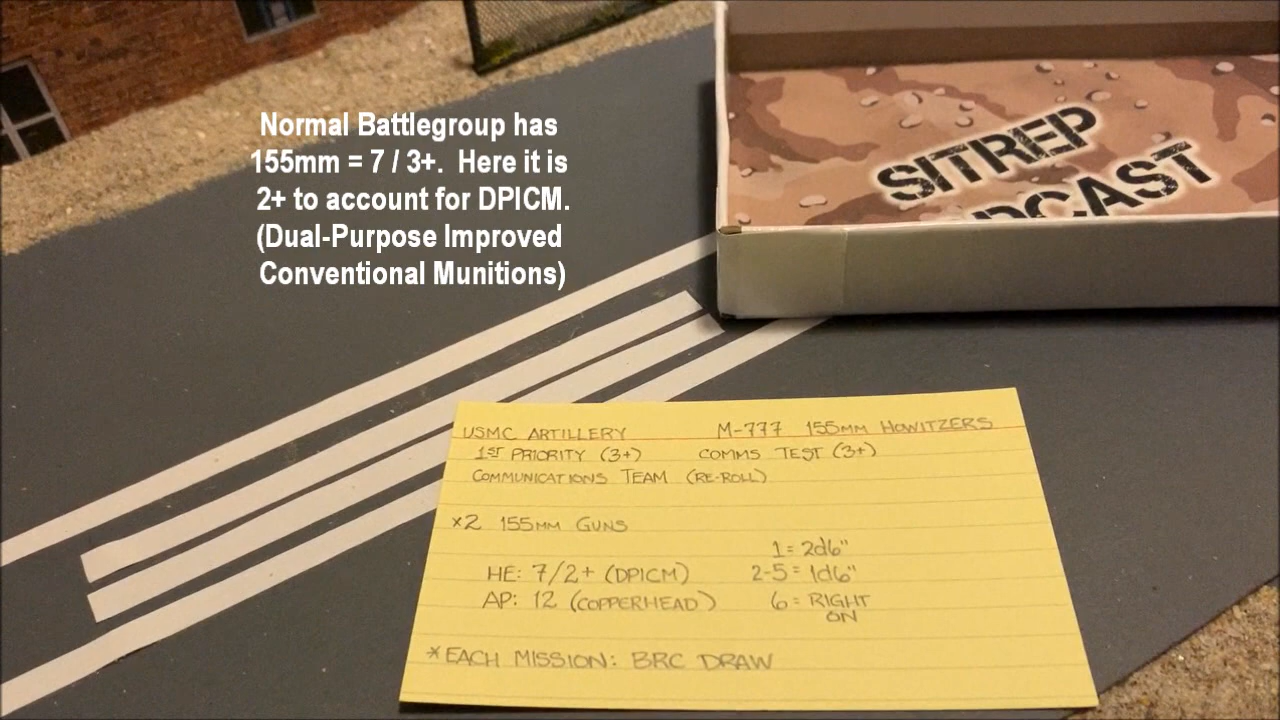 Normal Battlegroup has
155mm = 7 / 3+. Here it is
2+ to account for DPICM.
(Dual-Purpose Improved
Conventional Munitions)
SITREP
DCAST
USMC ARTILLERY M-777 155MM HOWITZERS
1ST PRIORITY (3+) COMMS TEST (3+)
COMMUNICATIONS TEAM (RE-ROLL)
*2 155MM GUNS
1 = 2d6"
HE: 7/2+ (DPICM) 2-5 = 1d6"
AP: 12 (COPPERHEAD) 6 = RIGHT
ON
*EACH MISSION: BRC DRAW